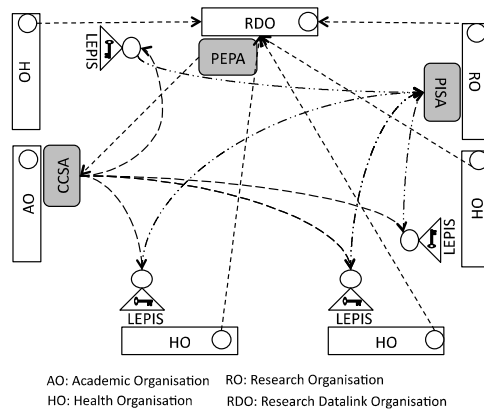 RDO
HO
LEPIS
PEPA
PISA
RO
AO
CCSA
HO
LEPIS
LEPIS
LEPIS
HO
HO
AO: Academic Organisation RO: Research Organisation
HO: Health Organisation RDO: Research Datalink Organisation